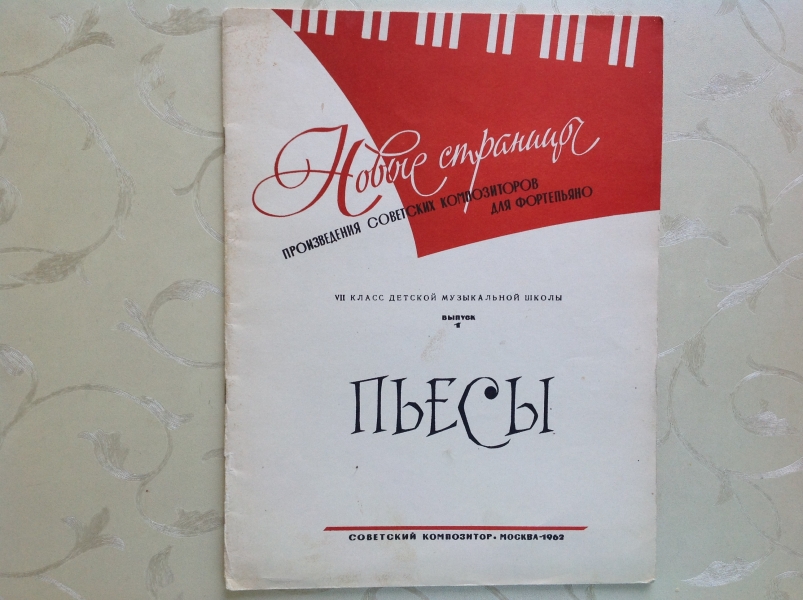 Новые страницы
ПРОИЗВЕДЕНИЯ СОВЕТСКИХ КОМПОЗИТОРОВ
ДЛЯ ФОРТЕПЬЯНО
VII КЛАСС ДЕТСКОЙ МУЗЫКАЛЬНОЙ ШКОЛЫ
ВЫПУСК
1
ПЬЕСЫ
СОВЕТСКИЙ КОМПОЗИТОР • МОСКВА-1962